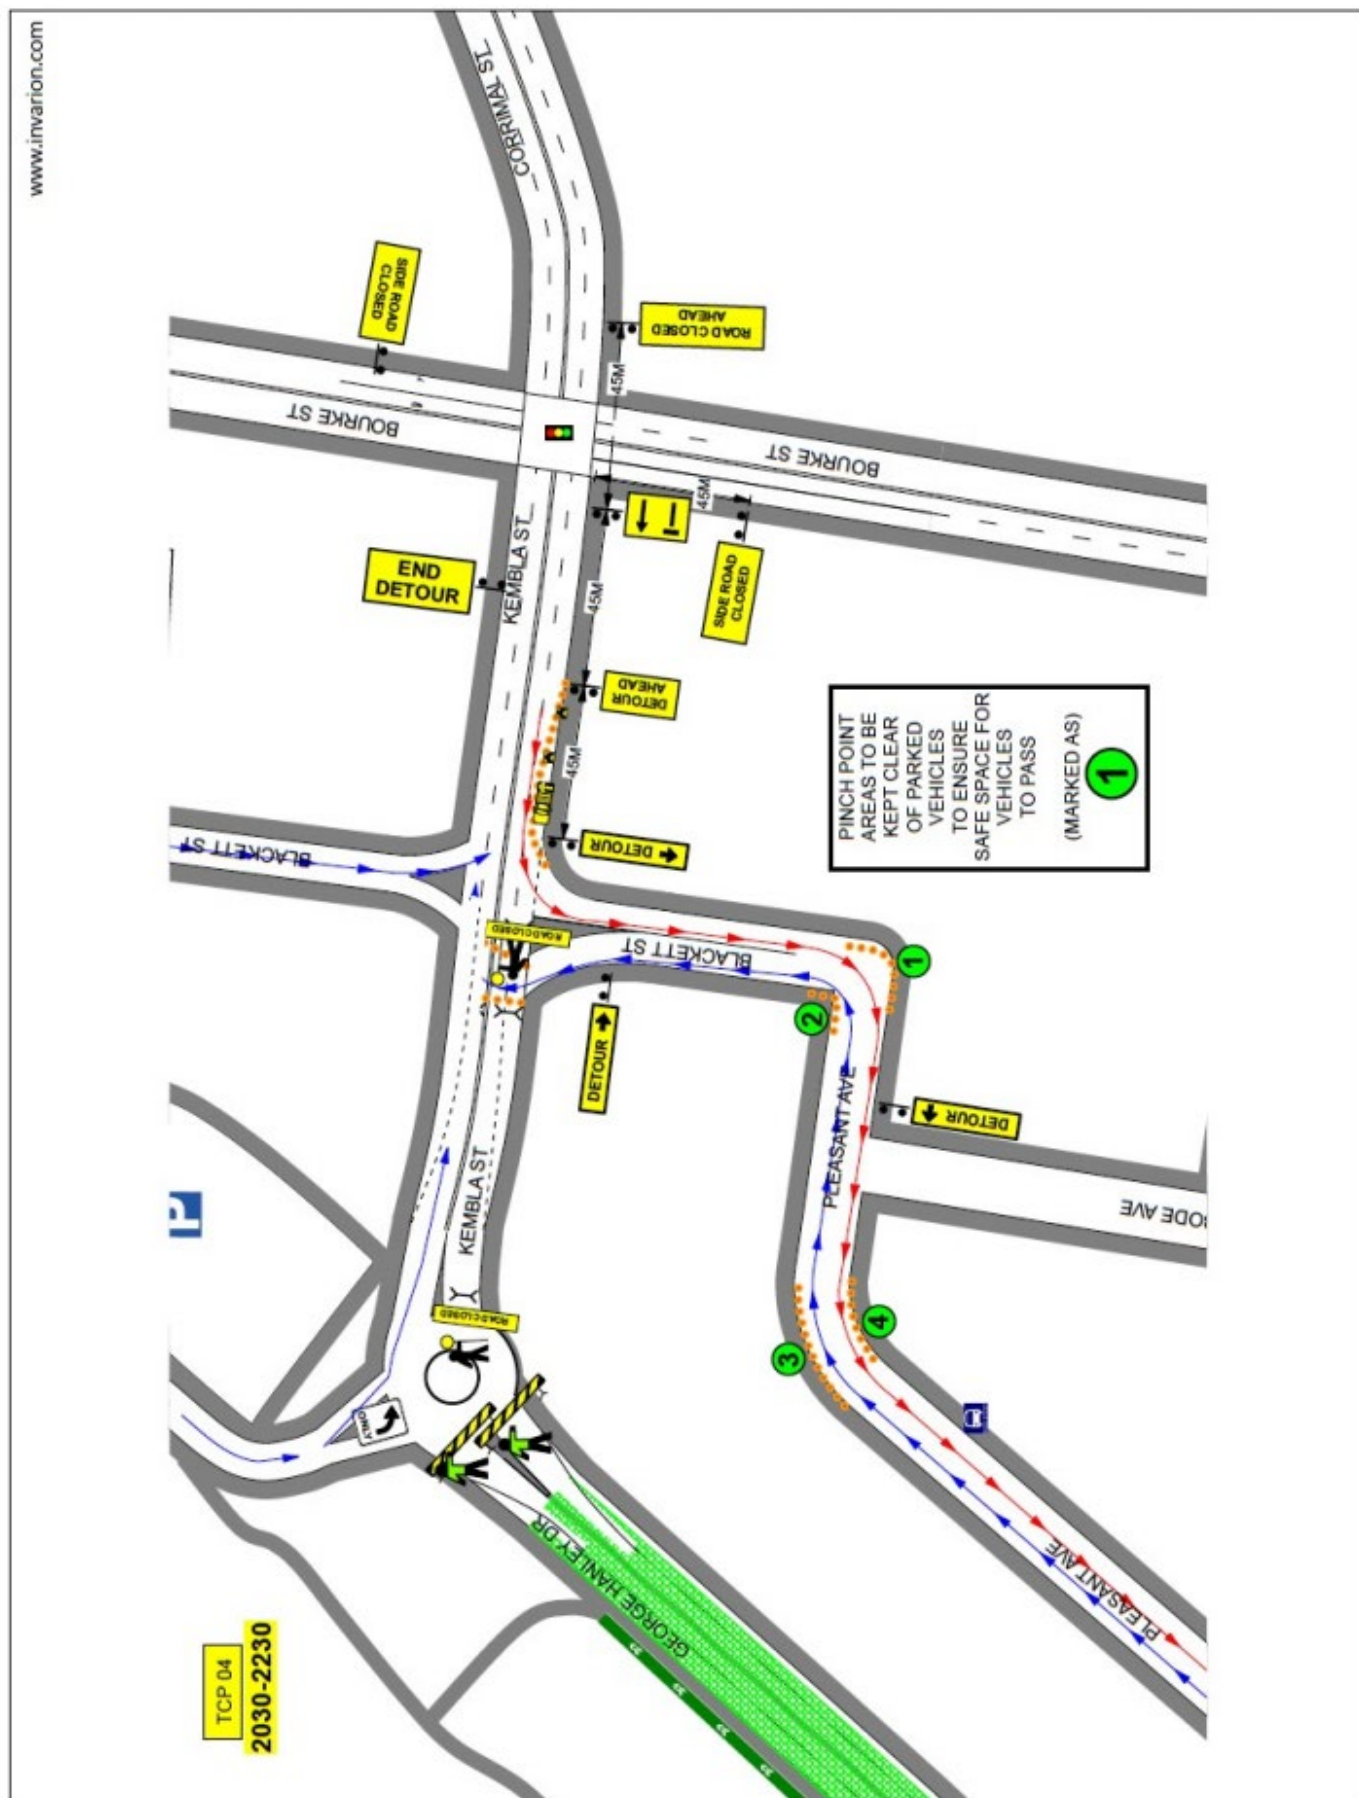 www.invarion.com
CORRIMAL ST.
SIDE ROAD
CLOSED
ROAD CLOSED
AHEAD
45M
BOURKE ST
BOURKE ST
45M
SIDE ROAD
CLOSED
KEMBLA ST
END
DETOUR
45M
DETOUR
AHEAD
45M
DETOUR
BLACKETT ST
ROAD CLOSED
BLACKETT ST
DETOUR
1
2
PINCH POINT
AREAS TO BE
KEPT CLEAR
OF PARKED
VEHICLES
TO ENSURE
SAFE SPACE FOR
VEHICLES
TO PASS
(MARKED AS)
1
DETOUR
PLEASANT AVE
ODE AVE
P
KEMBLA ST
ROAD CLOSED
3
4
ONLY
GEORGE HANLEY DR
PLEASANT AVE
TCP 04
2030-2230